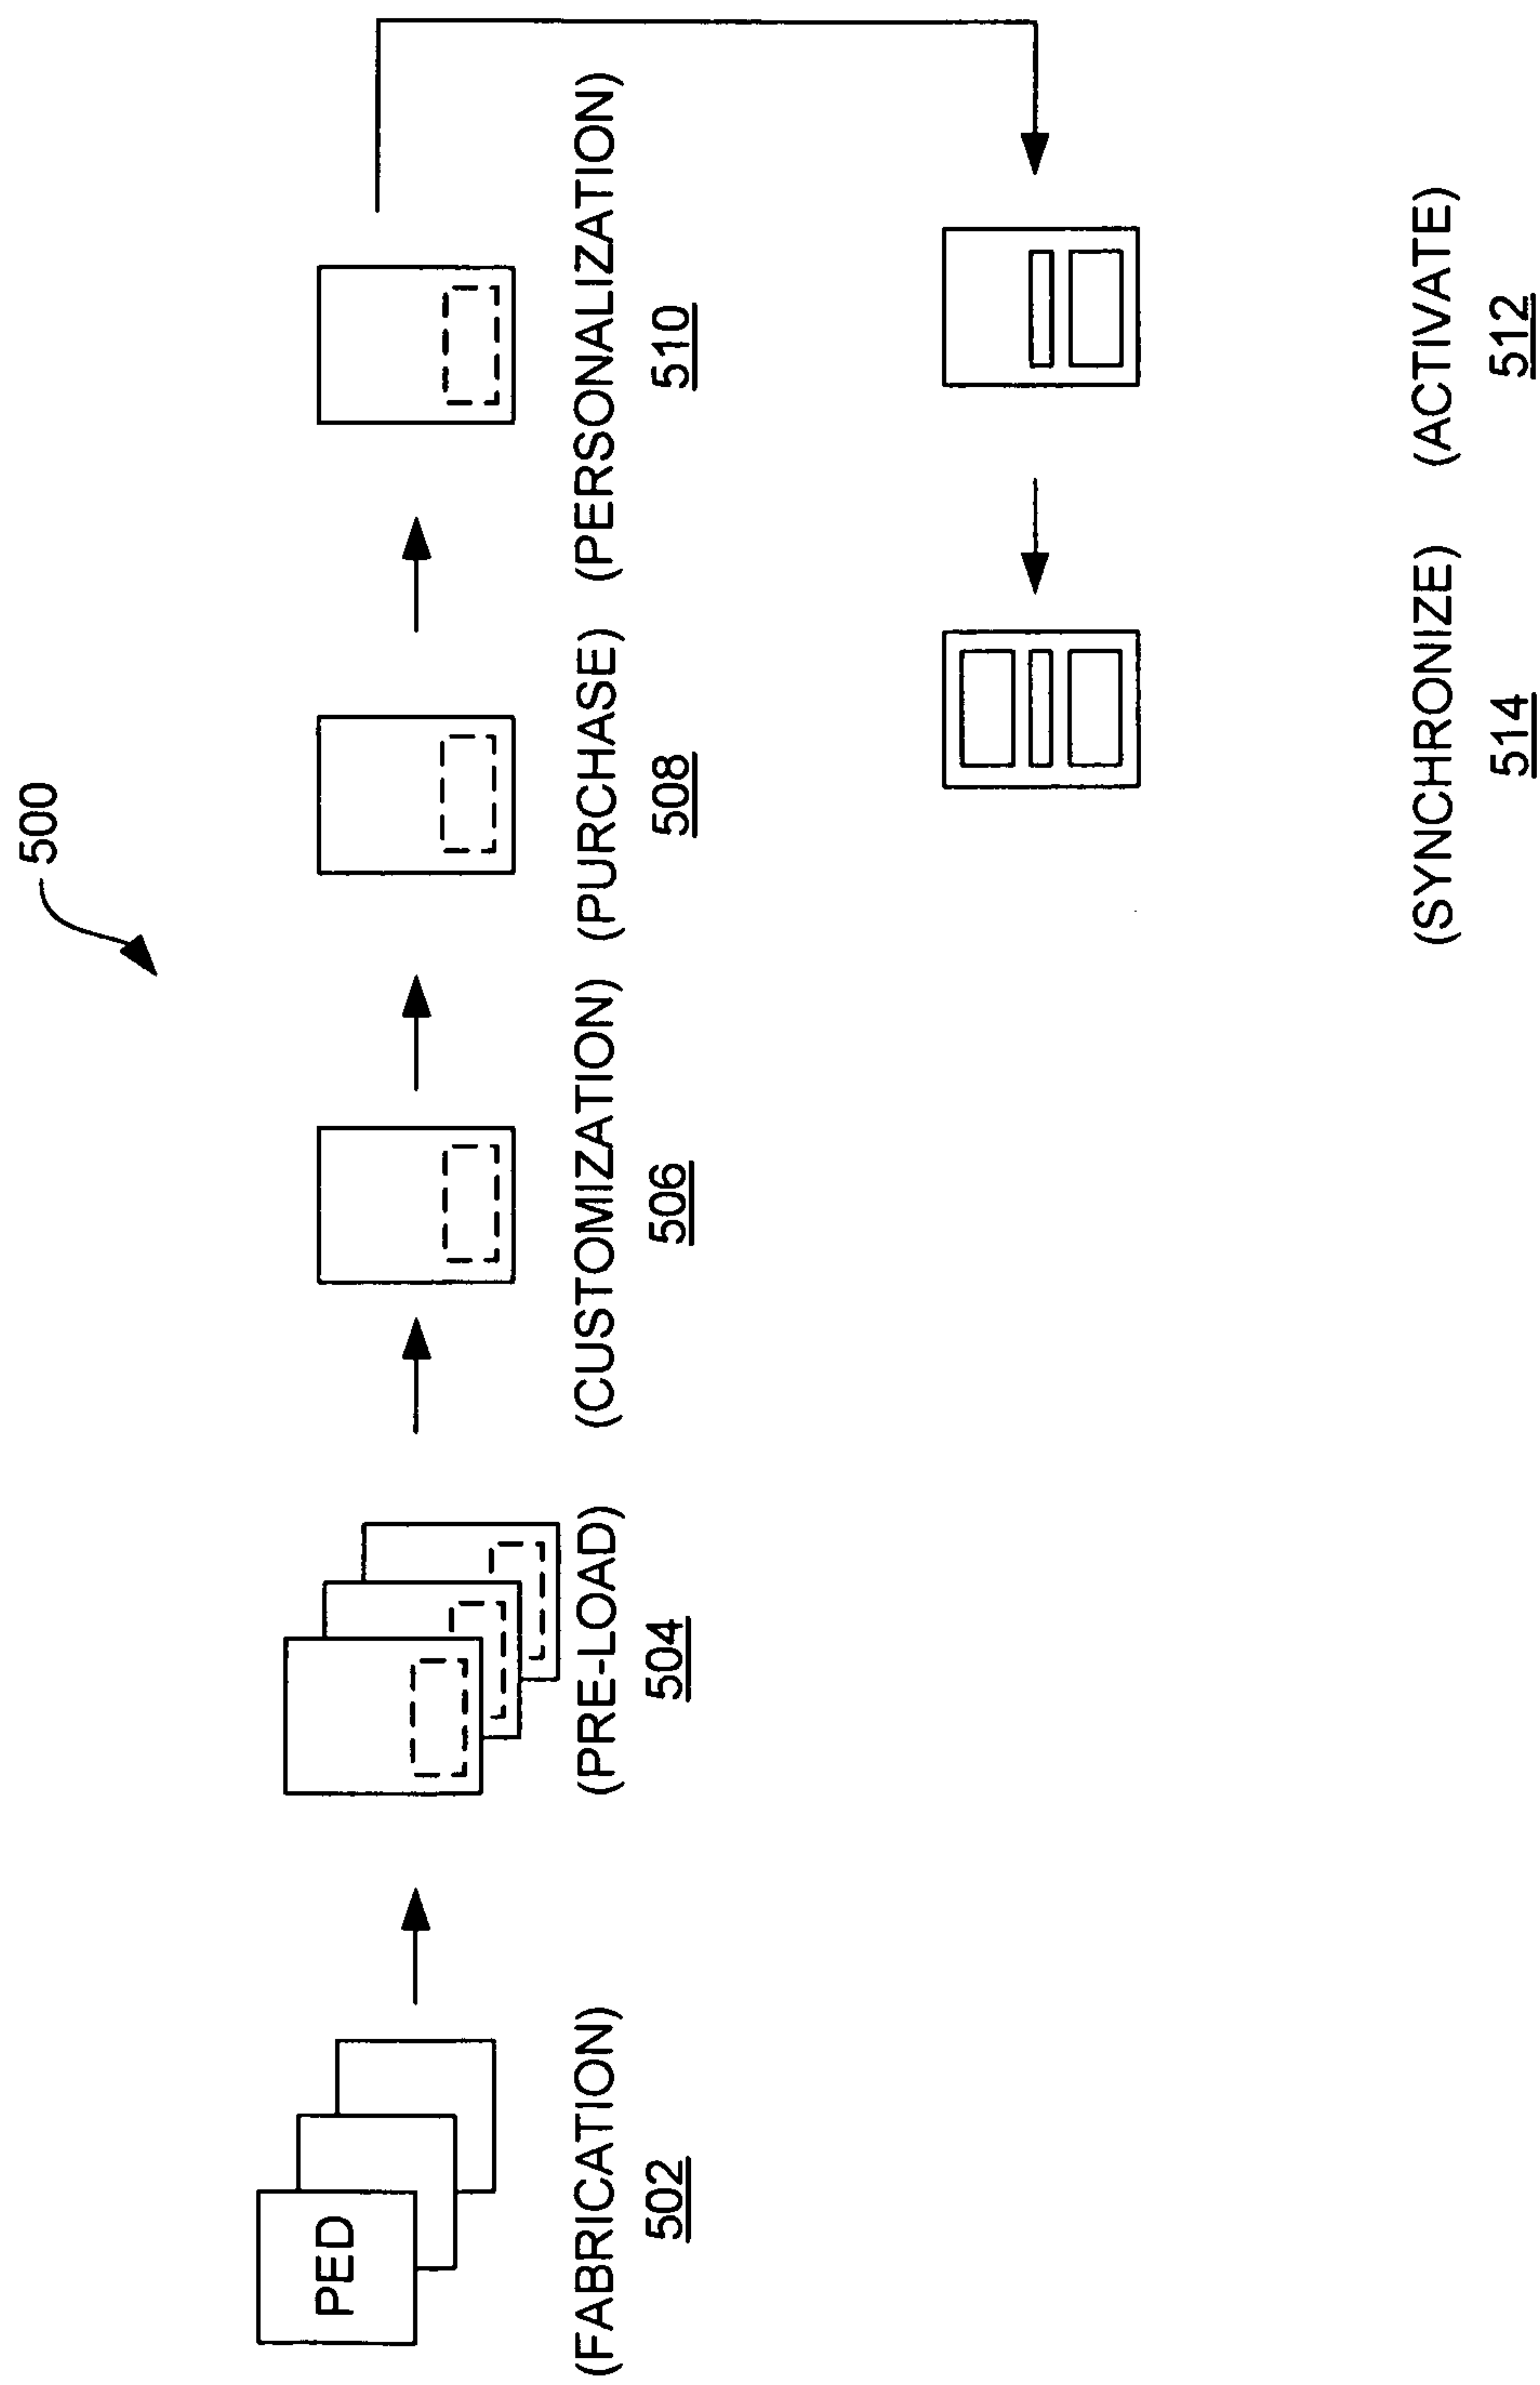 500
PED
(FABRICATION) (PRE-LOAD) (CUSTOMIZATION) (PURCHASE) (PERSONALIZATION)
502 504 506 508 510
(SYNCHRONIZE) (ACTIVATE)
514 512